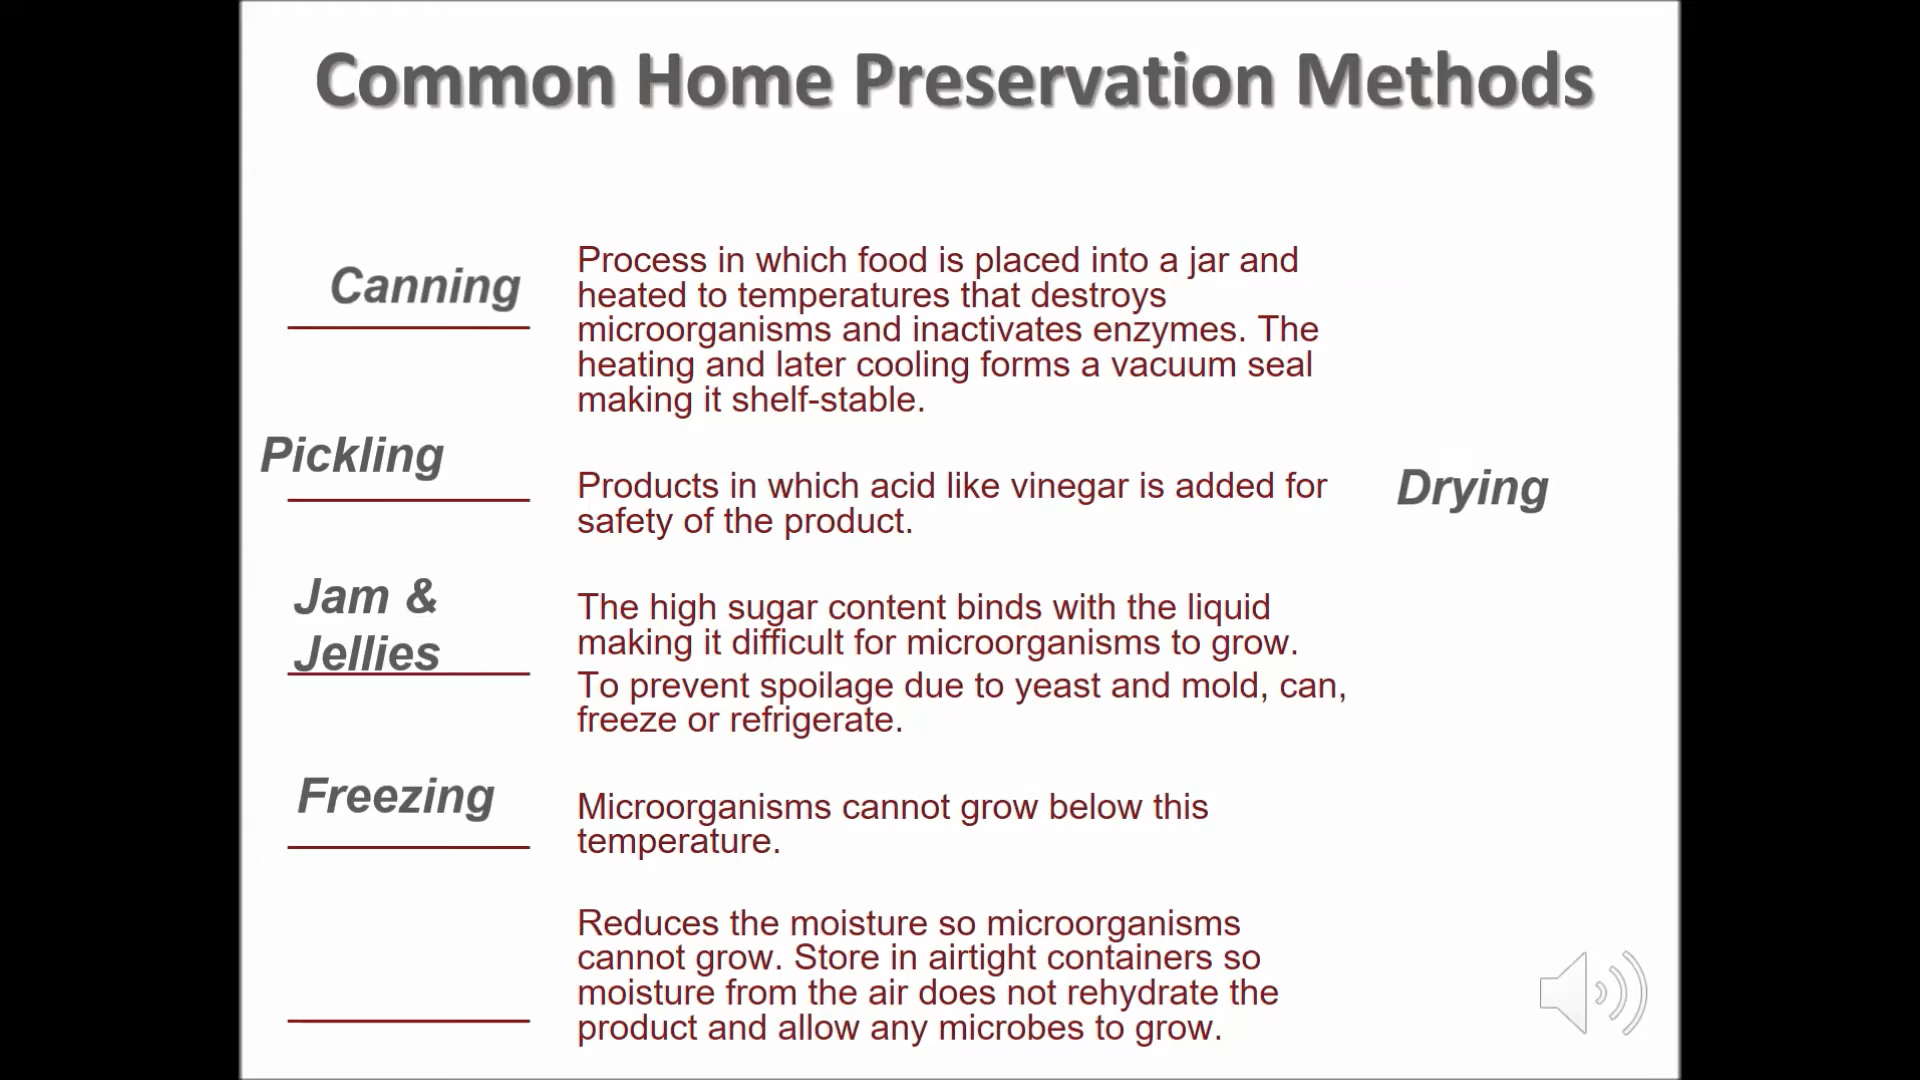 Common Home Preservation Methods
Canning
Process in which food is placed into a jar and
heated to temperatures that destroys
microorganisms and inactivates enzymes. The
heating and later cooling forms a vacuum seal
making it shelf-stable.
Pickling
Products in which acid like vinegar is added for
safety of the product.
Drying
Jam &
Jellies
The high sugar content binds with the liquid
making it difficult for microorganisms to grow.
To prevent spoilage due to yeast and mold, can,
freeze or refrigerate.
Freezing
Microorganisms cannot grow below this
temperature.
Reduces the moisture so microorganisms
cannot grow. Store in airtight containers so
moisture from the air does not rehydrate the
product and allow any microbes to grow.